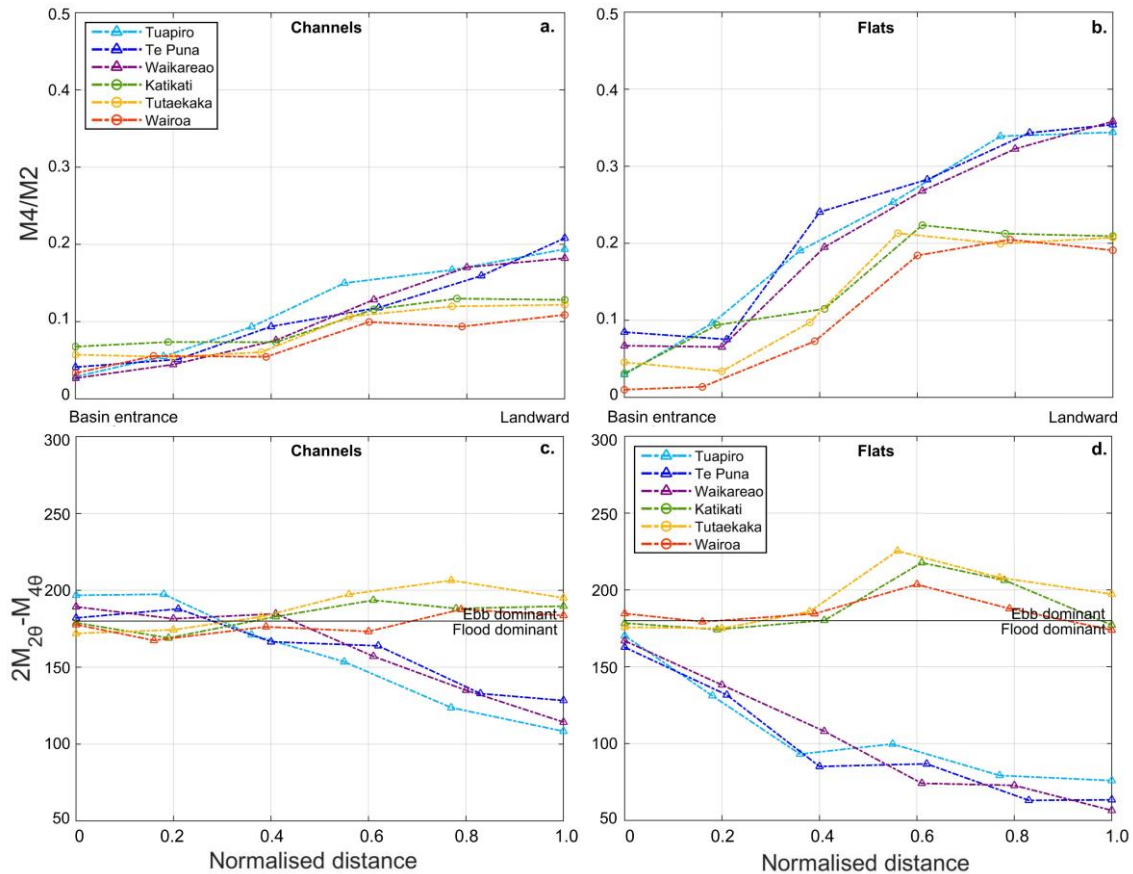 Channels
a.
0.5
0.4
0.3
0.2
0.1
0
M4/M2
Tuapiro
Te Puna
Waikareao
Katikati
Tutaekaka
Wairoa
Basin entrance
Landward
Flats
b.
0.5
0.4
0.3
0.2
0.1
0
Basin entrance
Landward
Channels
c.
300
250
200
150
100
50
2M2θ-M4θ
Ebb dominant
Flood dominant
0
0.2
0.4
0.6
0.8
1.0
Normalised distance
Flats
d.
300
250
200
150
100
50
Tuapiro
Te Puna
Waikareao
Katikati
Tutaekaka
Wairoa
Ebb dominant
Flood dominant
0
0.2
0.4
0.6
0.8
1.0
Normalised distance